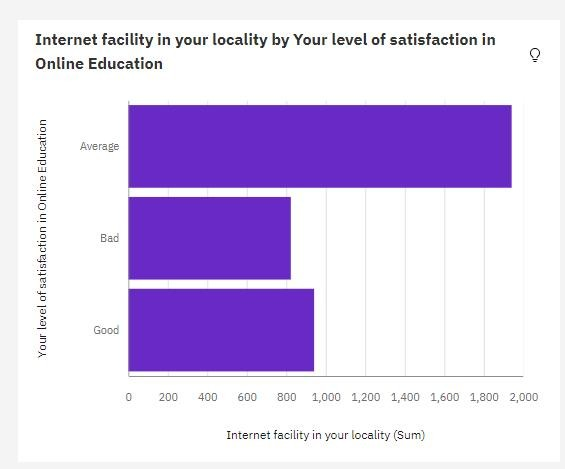 Internet facility in your locality by Your level of satisfaction in
Online Education
Your level of satisfaction in Online Education
Average
Bad
Good
0 200 400 600 800 1,000 1,200 1,400 1,600 1,800 2,000
Internet facility in your locality (Sum)